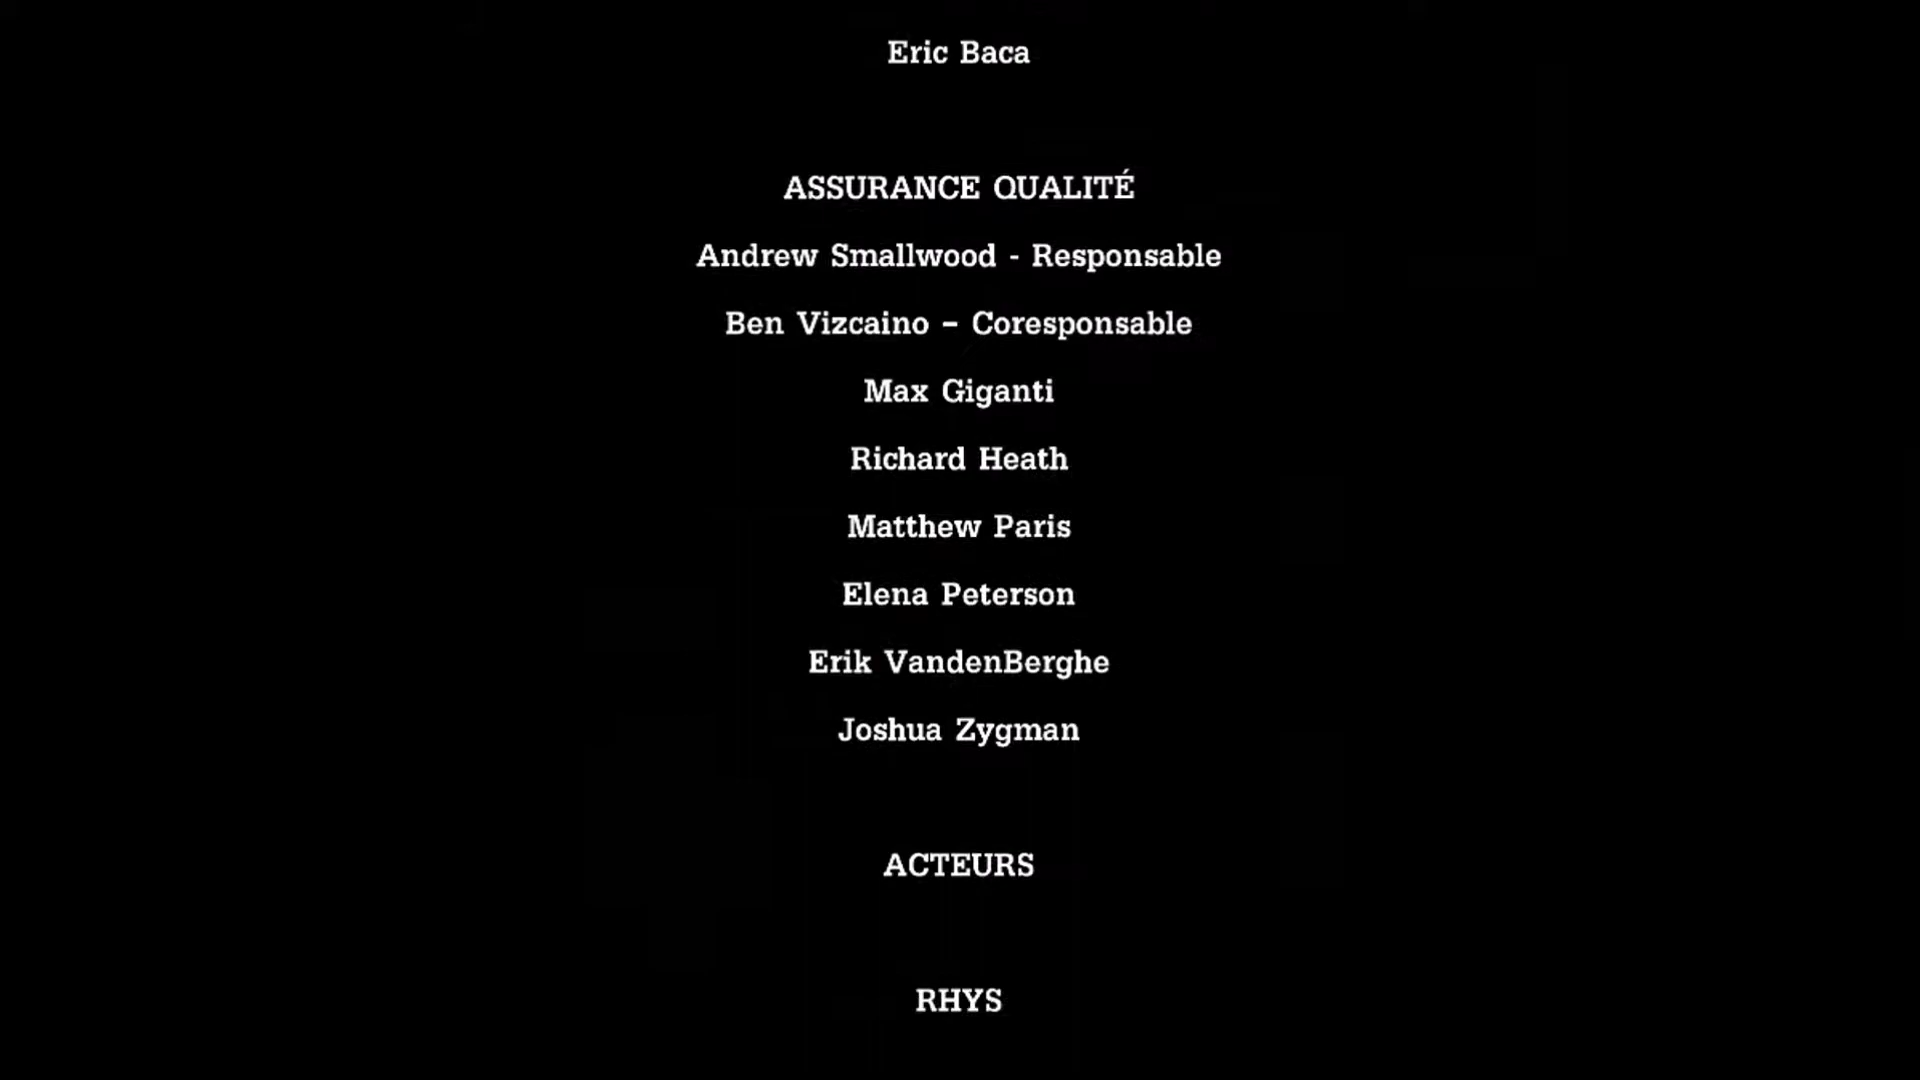 Eric Baca
ASSURANCE QUALITÉ
Andrew Smallwood - Responsable
Ben Vizcaino – Coresponsable
Max Giganti
Richard Heath
Matthew Paris
Elena Peterson
Erik VandenBerghe
Joshua Zygman
ACTEURS
RHYS